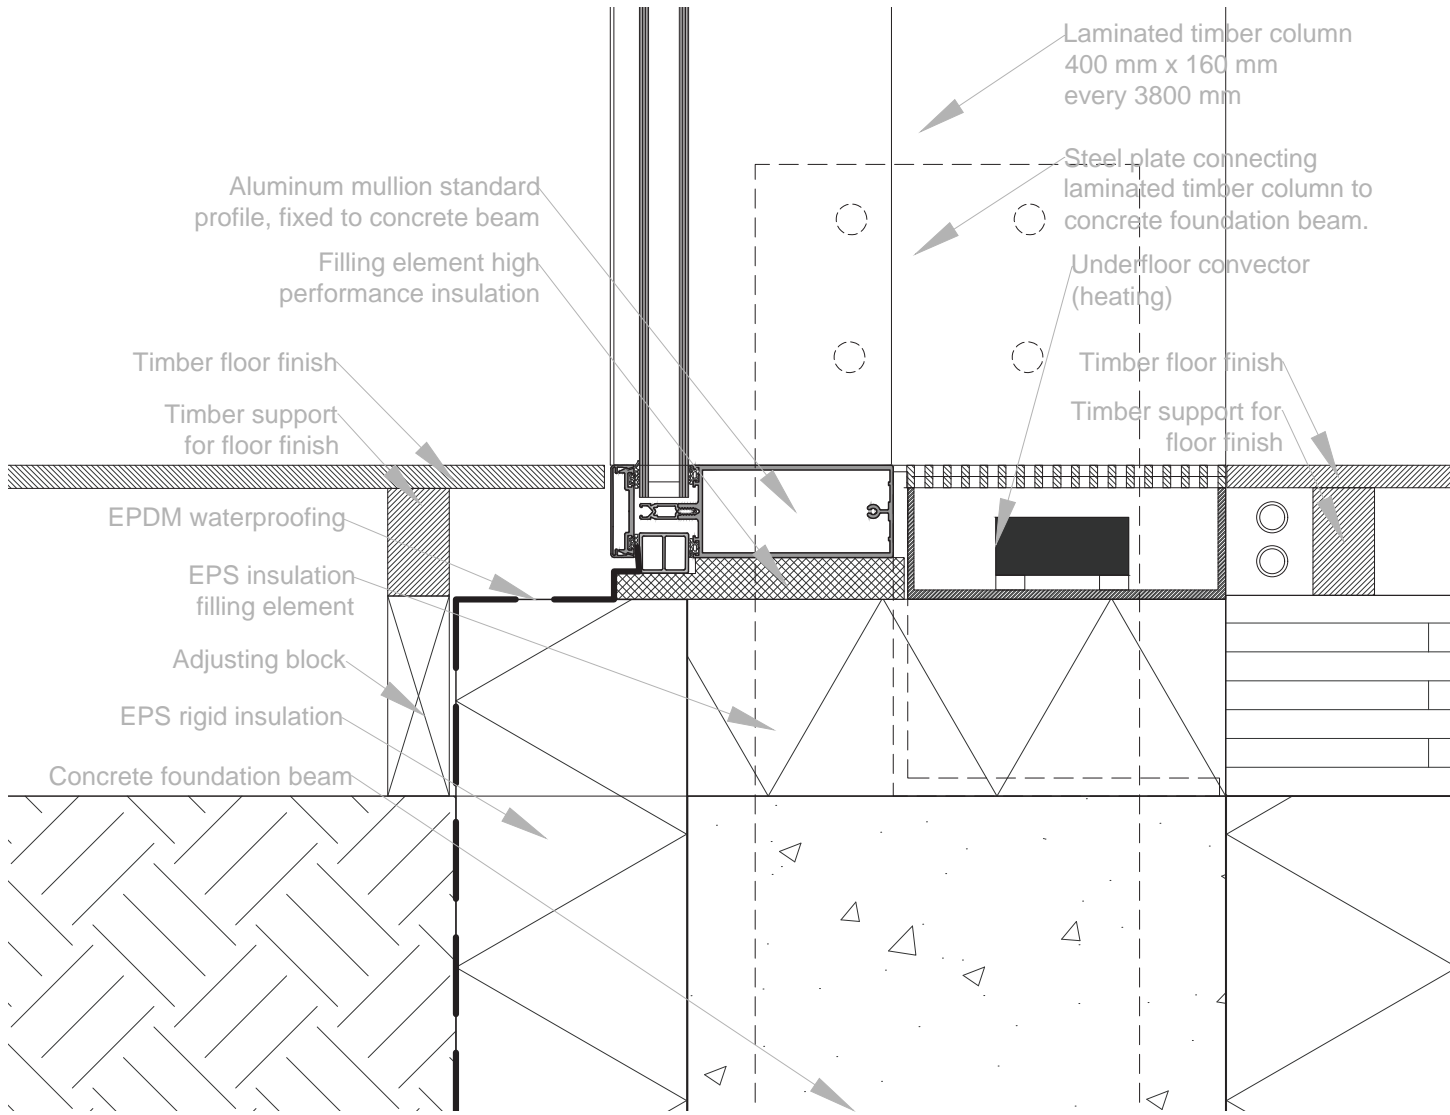 Laminated timber column
400 mm x 160 mm
every 3800 mm
Steel plate connecting
laminated timber column to
concrete foundation beam.
Aluminum mullion standard
profile, fixed to concrete beam
Filling element high
performance insulation
Underfloor convector
(heating)
Timber floor finish
Timber floor finish
Timber support
for floor finish
Timber support for
floor finish
EPDM waterproofing
EPS insulation
filling element
Adjusting block
EPS rigid insulation
Concrete foundation beam